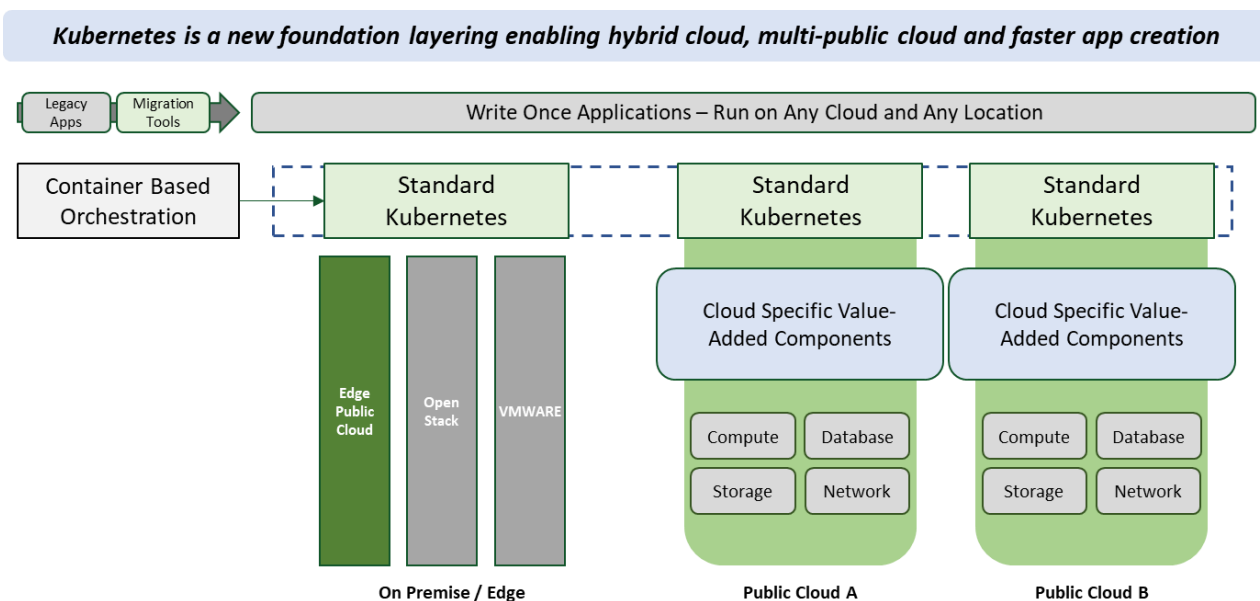 Kubernetes is a new foundation layering enabling hybrid cloud, multi-public cloud and faster app creation
Legacy
Apps
Migration
Tools
Write Once Applications – Run on Any Cloud and Any Location
Container Based
Orchestration
Standard
Kubernetes
Standard
Kubernetes
Standard
Kubernetes
Edge
Public
Cloud
Open
Stack
VMWARE
Cloud Specific Value-
Added Components
Cloud Specific Value-
Added Components
Compute
Database
Storage
Network
Compute
Database
Storage
Network
On Premise / Edge
Public Cloud A
Public Cloud B